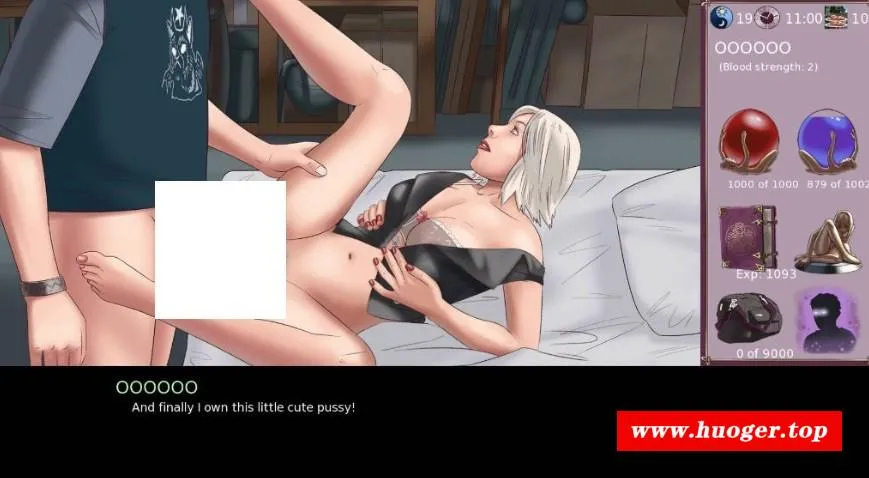 19 11:00 10
OOOOOO
(Blood strength: 2)
1000 of 1000 879 of 1002
Exp: 1093
0 of 9000
OOOOOO
And finally I own this little cute pussy!
www.huoger.top